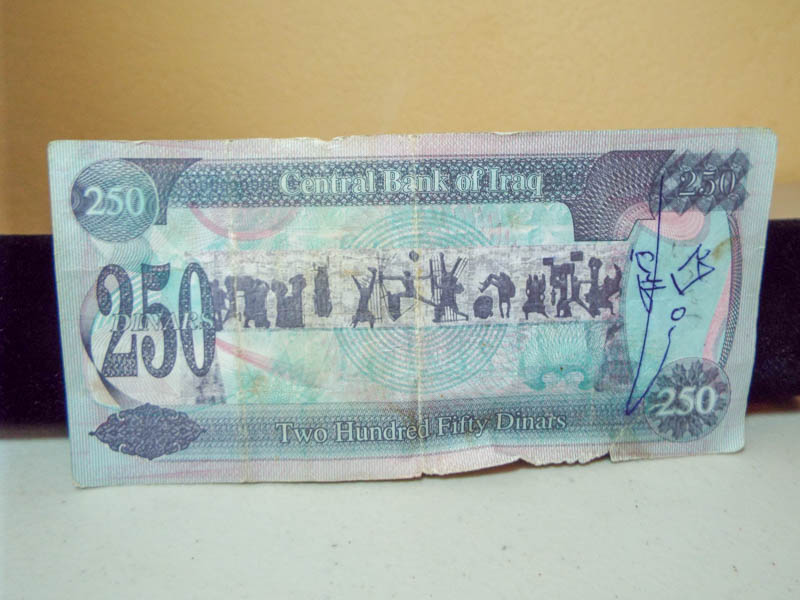 Central Bank of Iraq
250
250
250
DINARS
Two Hundred Fifty Dinars
250